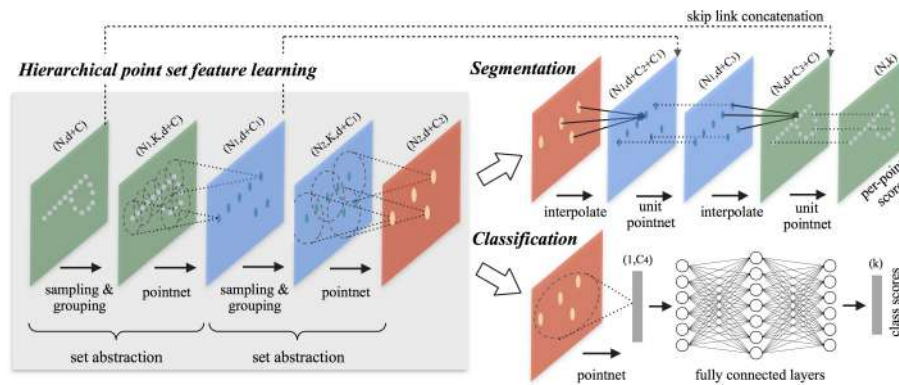 skip link concatenation
Hierarchical point set feature learning
Segmentation
(N,d+C)
(N1,K,d+C)
(N1,d+C1)
(N2,K,d+C1)
(N2,d+C2)
(N1,d+C2+C1)
(N1,d+C3)
(N,d+C3+C)
(N,k)
interpolate
unit
pointnet
interpolate
unit
pointnet
per-point
scores
sampling &
grouping
pointnet
sampling &
grouping
pointnet
set abstraction
set abstraction
Classification
(1,C4)
(k)
class scores
pointnet
fully connected layers